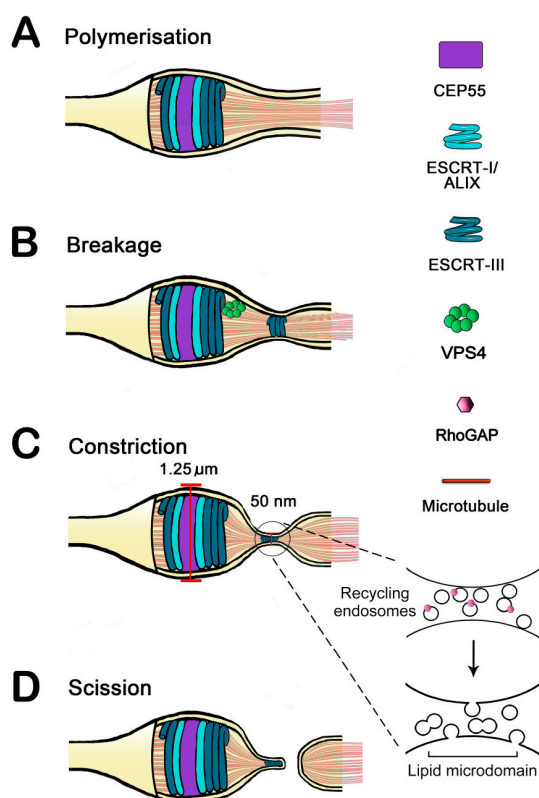 A Polymerisation
CEP55
ESCRT-I/
ALIX
B Breakage
ESCRT-III
VPS4
RhoGAP
C Constriction
1.25 µm
50 nm
Microtubule
Recycling
endosomes
D Scission
Lipid microdomain